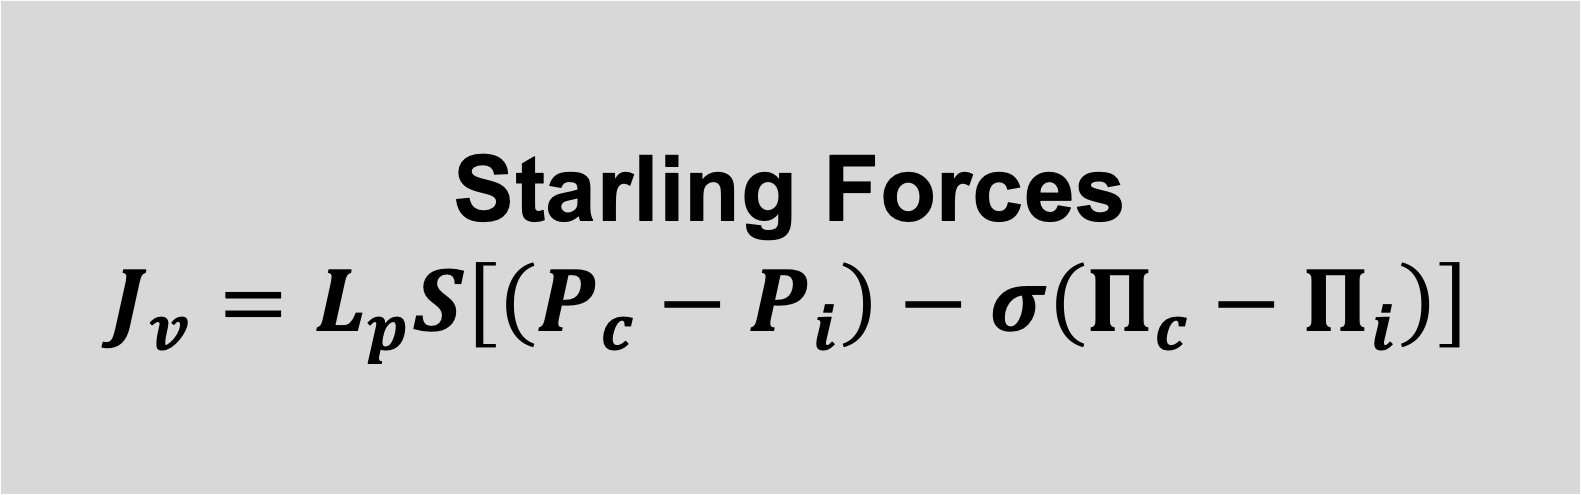 Starling Forces
J_v = L_pS[(P_c − P_i) − σ(Π_c − Π_i)]